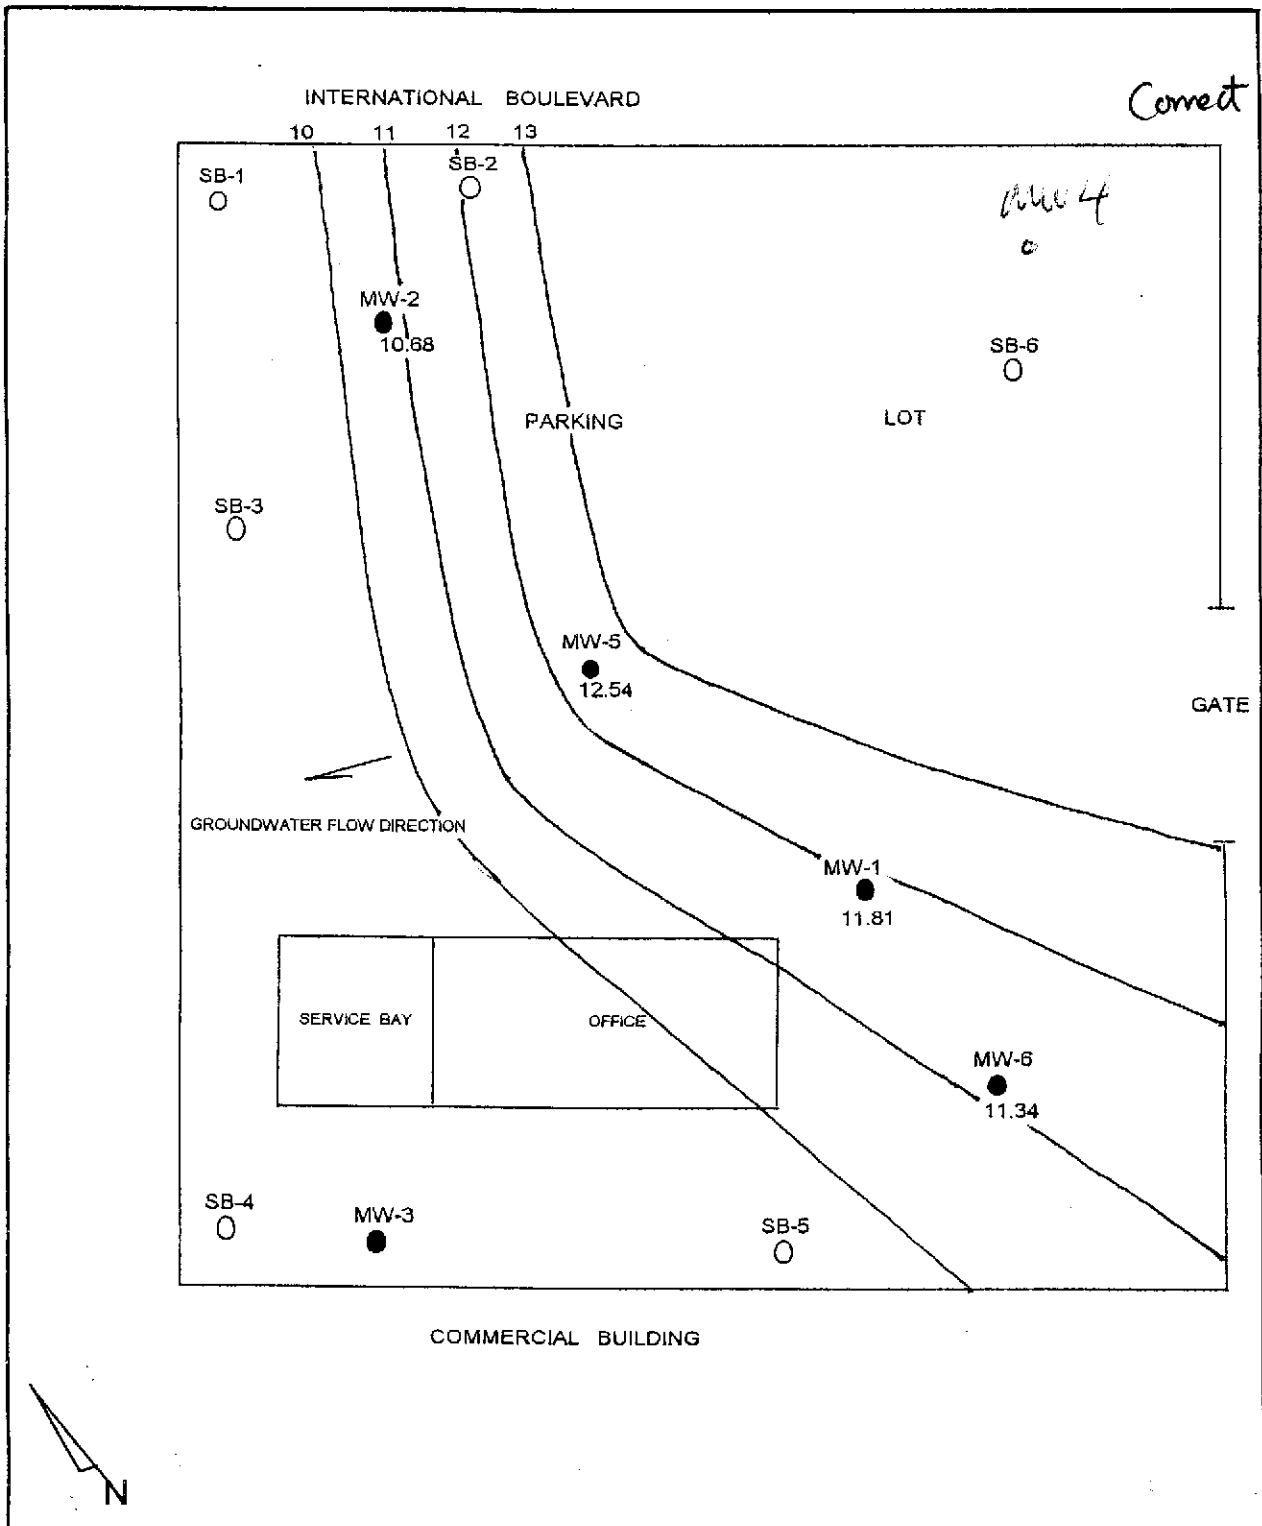 Correct
INTERNATIONAL BOULEVARD
10 11 12 13
SB-1
SB-2
MW4
MW-2
10.68
SB-6
PARKING LOT
SB-3
MW-5
12.54
GATE
GROUNDWATER FLOW DIRECTION
MW-1
11.81
SERVICE BAY
OFFICE
MW-6
11.34
SB-4
MW-3
SB-5
COMMERCIAL BUILDING
N